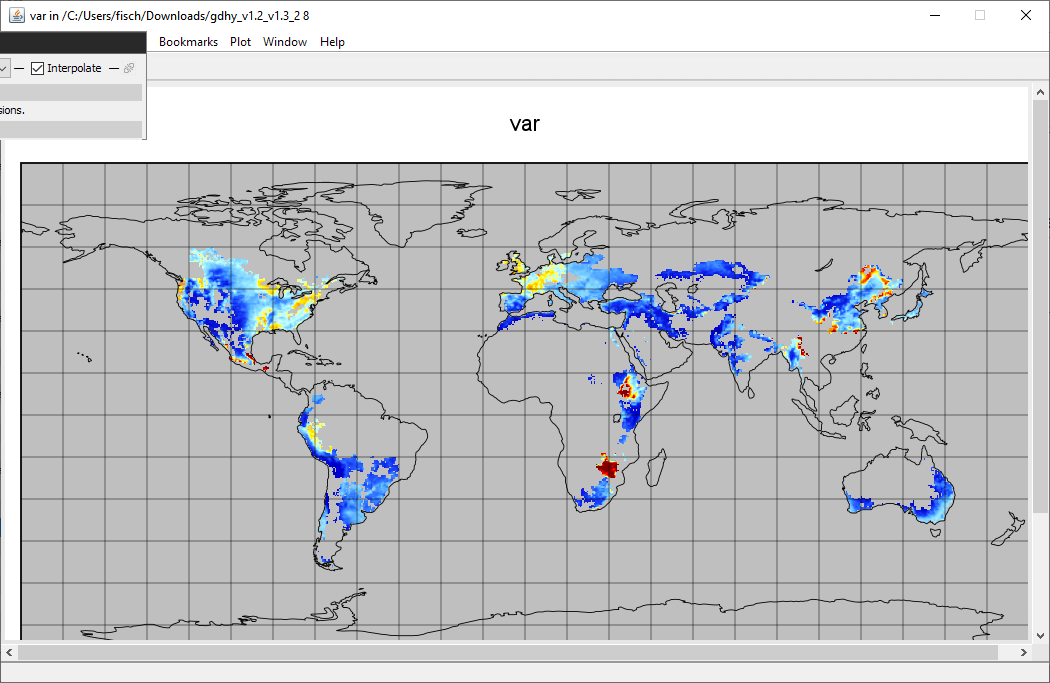 var in /C:/Users/fisch/Downloads/gdhy_v1.2_v1.3_2 8
Bookmarks Plot Window Help
Interpolate
sions.
var